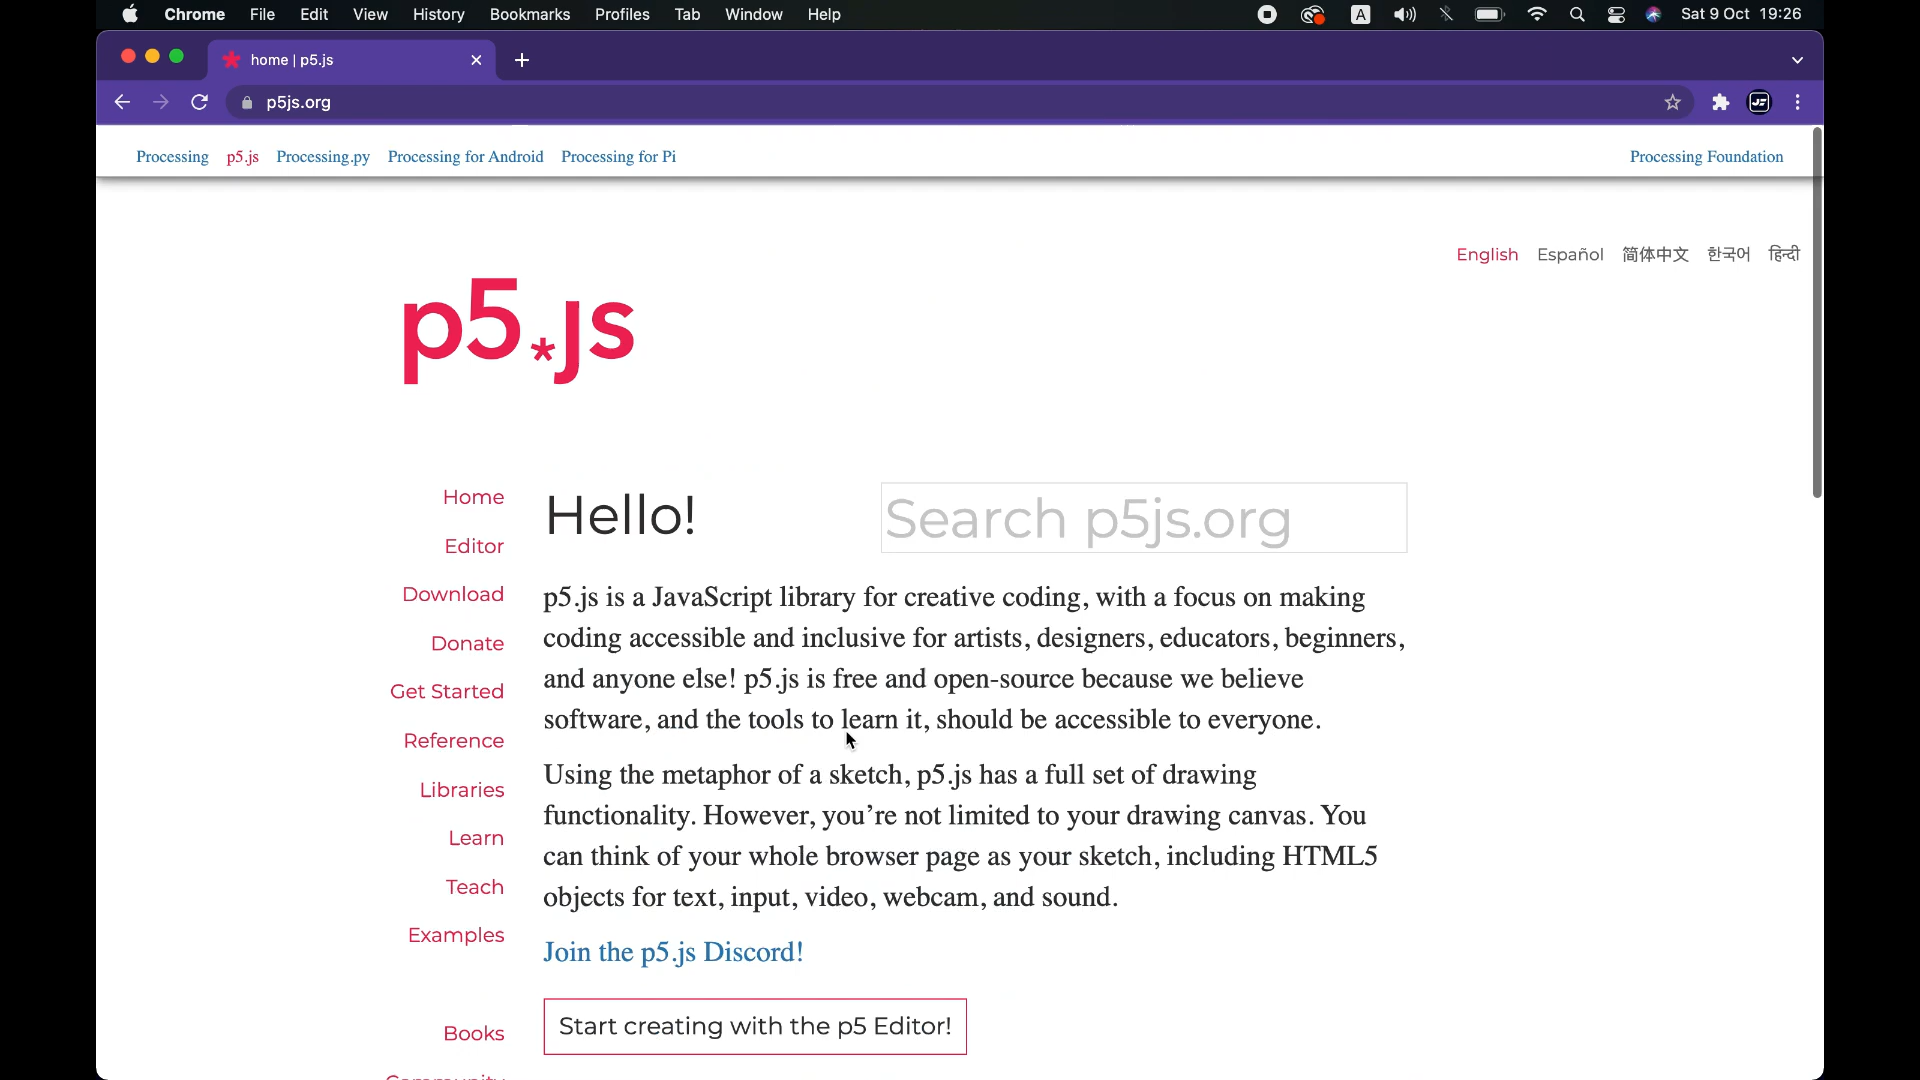 Chrome File Edit View History Bookmarks Profiles Tab Window Help A Sat 9 Oct 19:26
home | p5.js
p5js.org
Processing p5.js Processing.py Processing for Android Processing for Pi Processing Foundation
English Español 简体中文 한국어 हिन्दी
p5*js
Home
Editor
Download
Donate
Get Started
Reference
Libraries
Learn
Teach
Examples
Books
Community
Hello!
Search p5js.org
p5.js is a JavaScript library for creative coding, with a focus on making
coding accessible and inclusive for artists, designers, educators, beginners,
and anyone else! p5.js is free and open-source because we believe
software, and the tools to learn it, should be accessible to everyone.
Using the metaphor of a sketch, p5.js has a full set of drawing
functionality. However, you’re not limited to your drawing canvas. You
can think of your whole browser page as your sketch, including HTML5
objects for text, input, video, webcam, and sound.
Join the p5.js Discord!
Start creating with the p5 Editor!